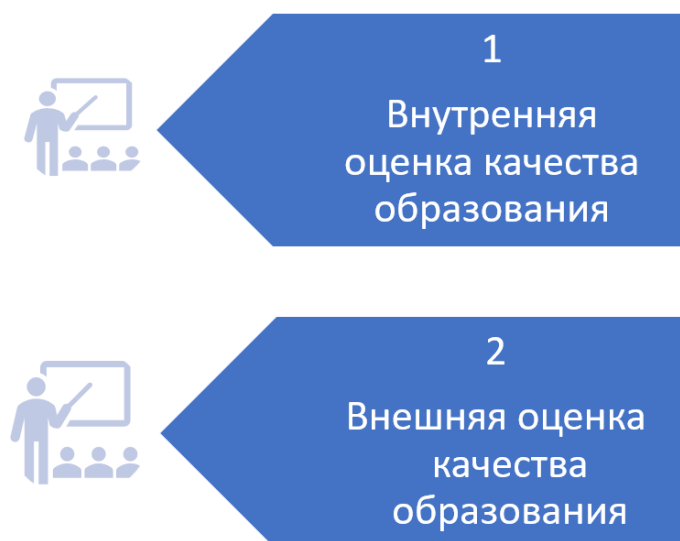 1
Внутренняя
оценка качества
образования
2
Внешняя оценка
качества
образования